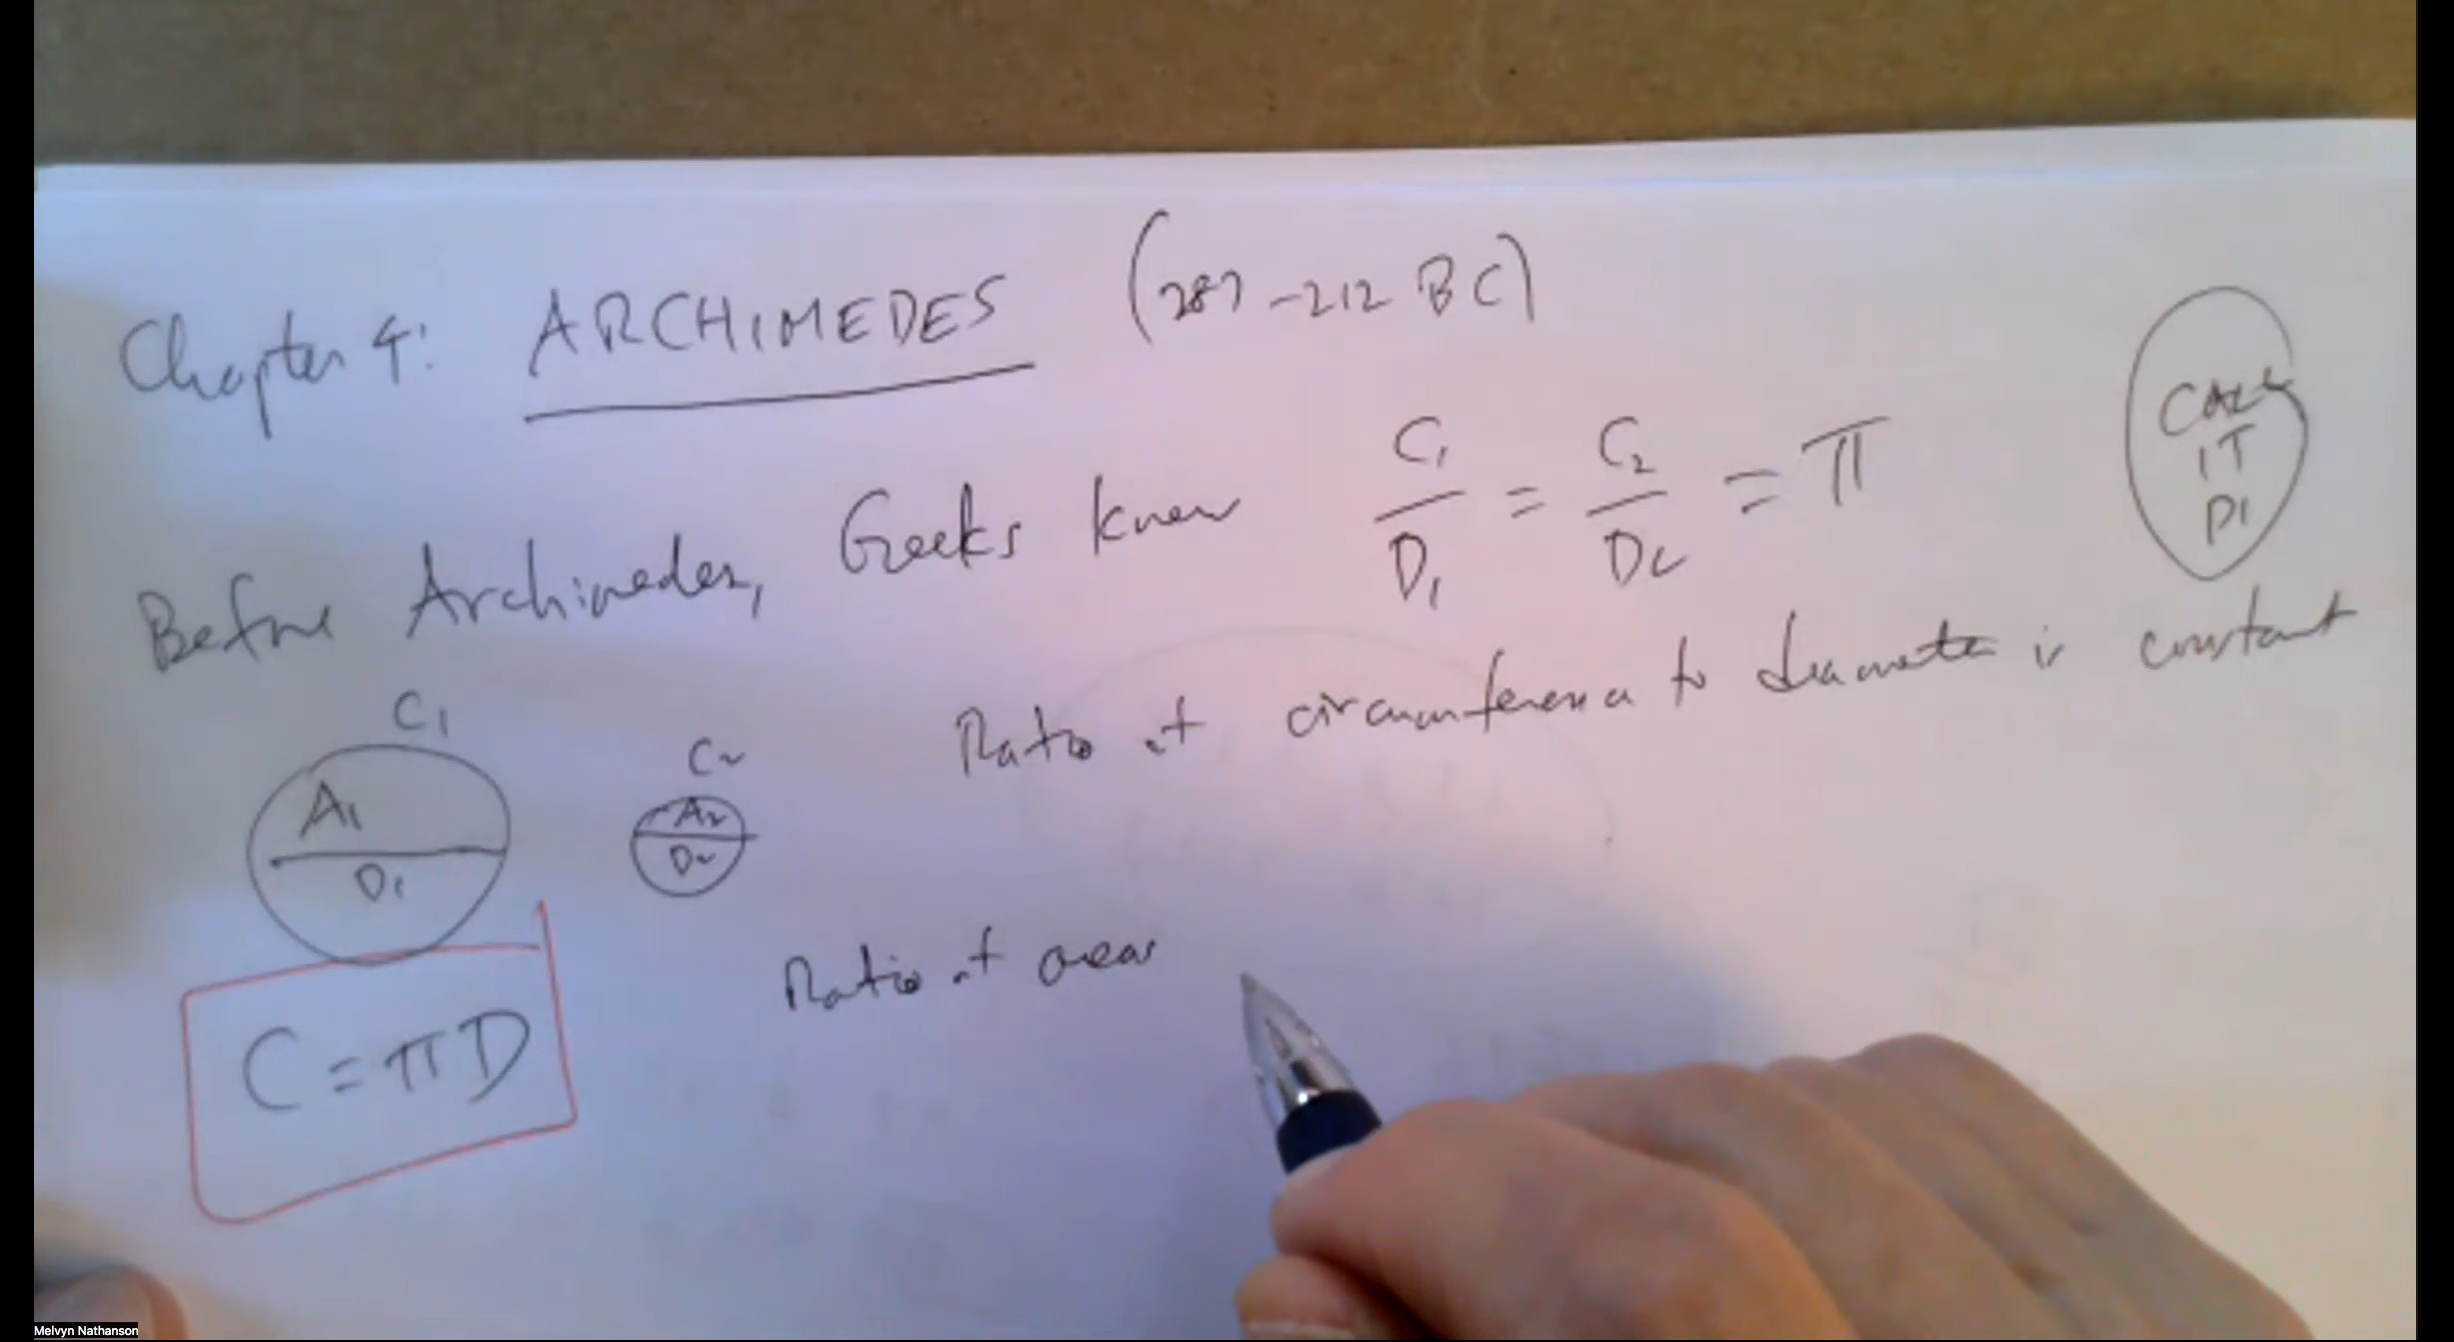 Chapter 4: ARCHIMEDES (287-212 BC)
CALL
IT
PI
Before Archimedes, Greeks knew C₁/D₁ = C₂/D₂ = π
Ratio of circumference to diameter is constant
C₁
A₁
D₁
C₂
A₂
D₂
Ratio of areas
C = πD
Melvyn Nathanson